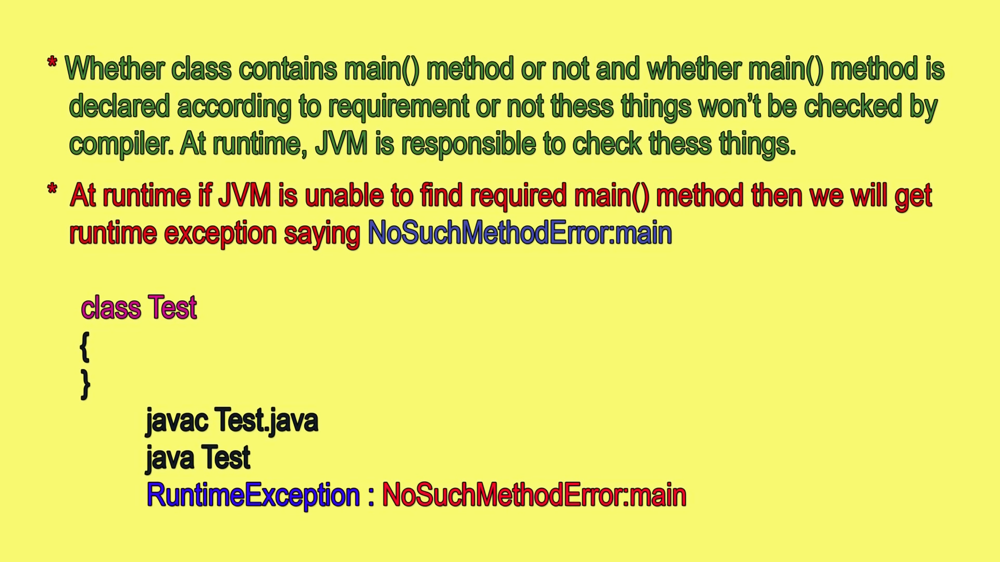 * Whether class contains main() method or not and whether main() method is
declared according to requirement or not thess things won’t be checked by
compiler. At runtime, JVM is responsible to check thess things.
* At runtime if JVM is unable to find required main() method then we will get
runtime exception saying NoSuchMethodError:main
class Test
{
}
javac Test.java
java Test
RuntimeException : NoSuchMethodError:main